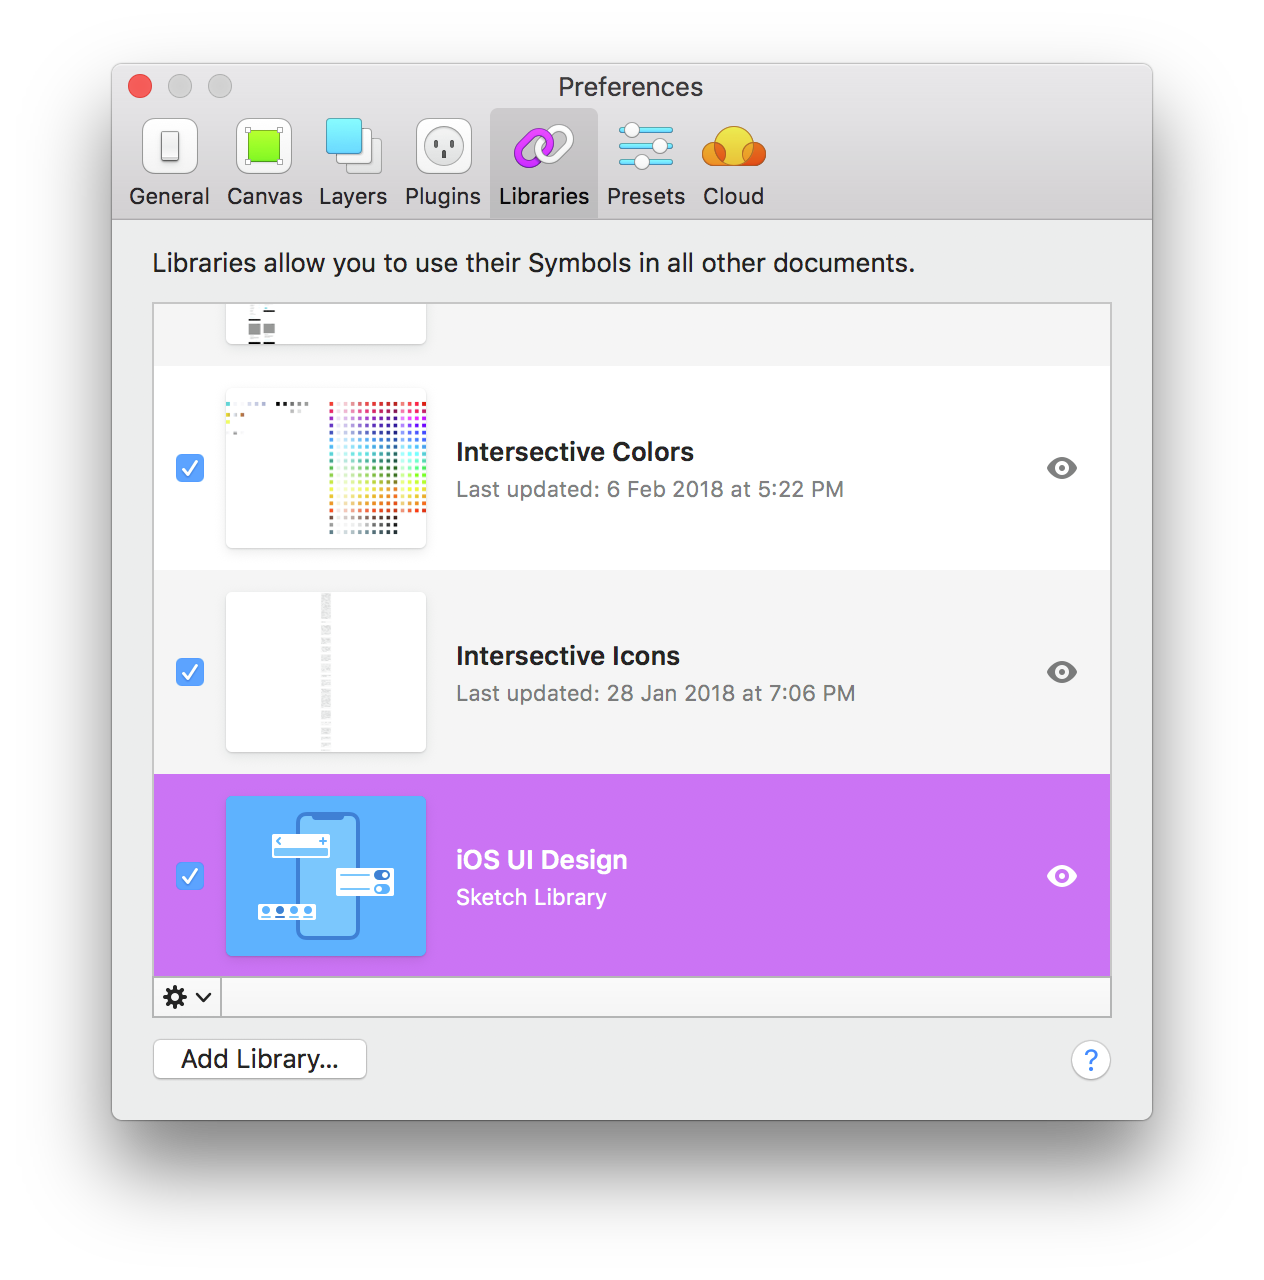 Preferences
General Canvas Layers Plugins Libraries Presets Cloud
Libraries allow you to use their Symbols in all other documents.
Intersective Colors
Last updated: 6 Feb 2018 at 5:22 PM
Intersective Icons
Last updated: 28 Jan 2018 at 7:06 PM
iOS UI Design
Sketch Library
Add Library...
?